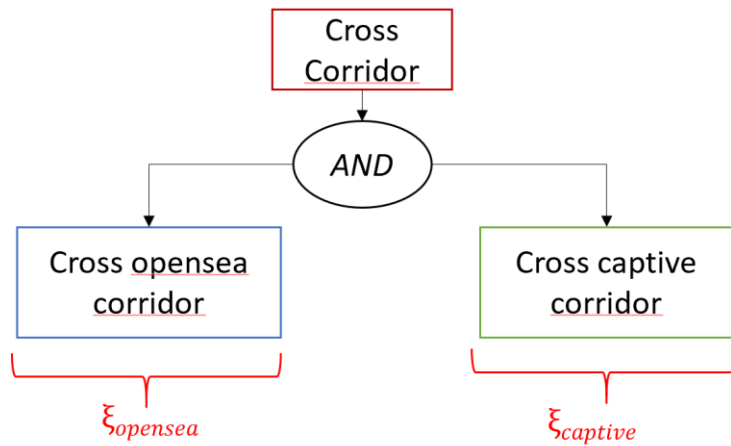 Cross
Corridor
AND
Cross opensea
corridor
Cross captive
corridor
ξopensea
ξcaptive